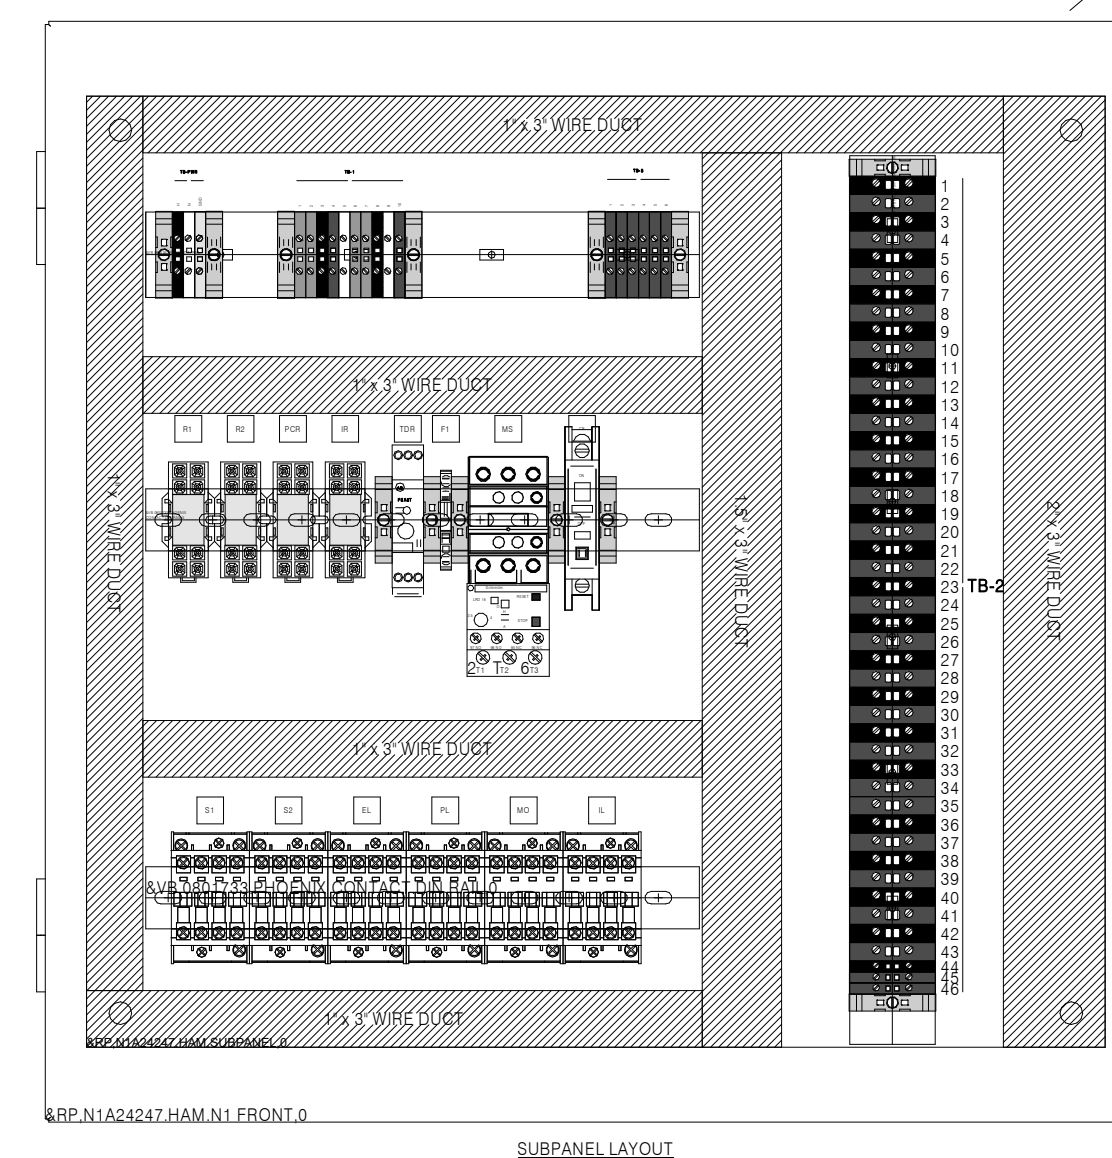 1" x 3" WIRE DUCT
TB-PWR
TB-1
TB-3
1" x 3" WIRE DUCT
R1
R2
PCR
IR
TDR
F1
MS
1" x 3" WIRE DUCT
1.5" x 3" WIRE DUCT
2" x 3" WIRE DUCT
RESET
STOP
2T1
1T2
6T3
1" x 3" WIRE DUCT
S1
S2
EL
PL
MO
IL
&VB 0801733 PHOENIX CONTACT DIN RAIL 0
1" x 3" WIRE DUCT
1
2
3
4
5
6
7
8
9
10
11
12
13
14
15
16
17
18
19
20
21
22
23
TB-2
24
25
26
27
28
29
30
31
32
33
34
35
36
37
38
39
40
41
42
43
44
45
46
&RP,N1A24247,HAM,SUBPANEL,0
&RP,N1A24247,HAM,N1 FRONT,0
SUBPANEL LAYOUT